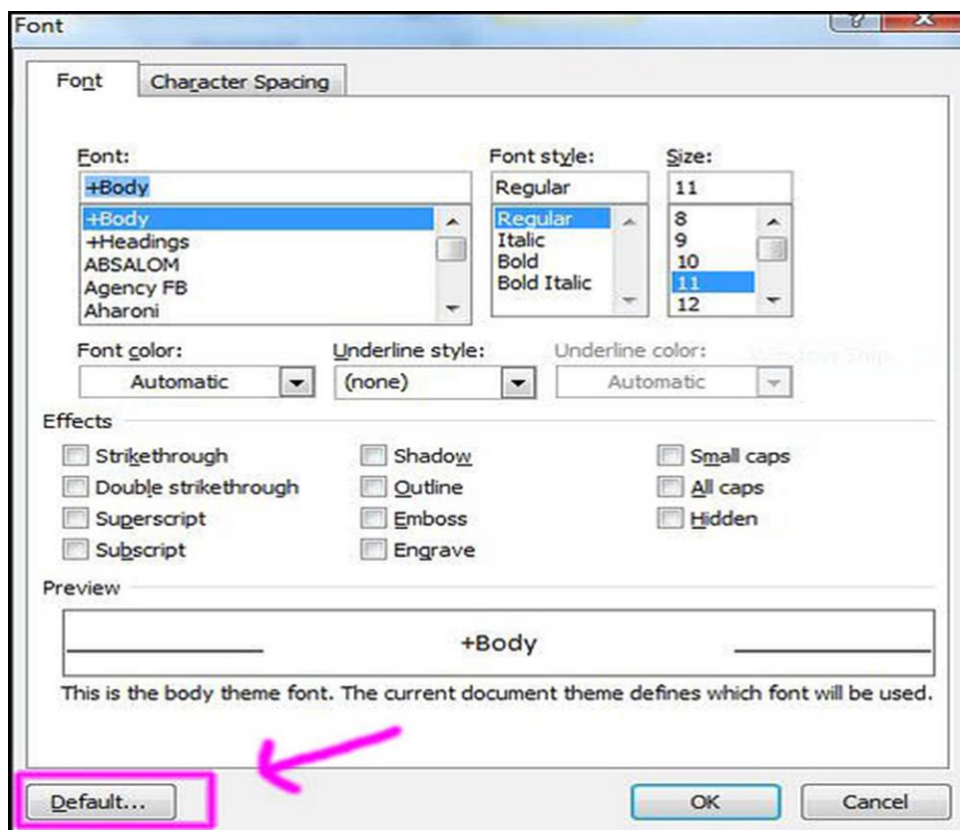 Font
?
Font Character Spacing
Font: Font style: Size:
+Body Regular 11
+Body Regular 8
+Headings Italic 9
ABSALOM Bold 10
Agency FB Bold Italic 11
Aharoni 12
Font color: Underline style: Underline color:
Automatic (none) Automatic
Window Snip
Effects
Strikethrough Shadow Small caps
Double strikethrough Outline All caps
Superscript Emboss Hidden
Subscript Engrave
Preview
+Body
This is the body theme font. The current document theme defines which font will be used.
Default... OK Cancel